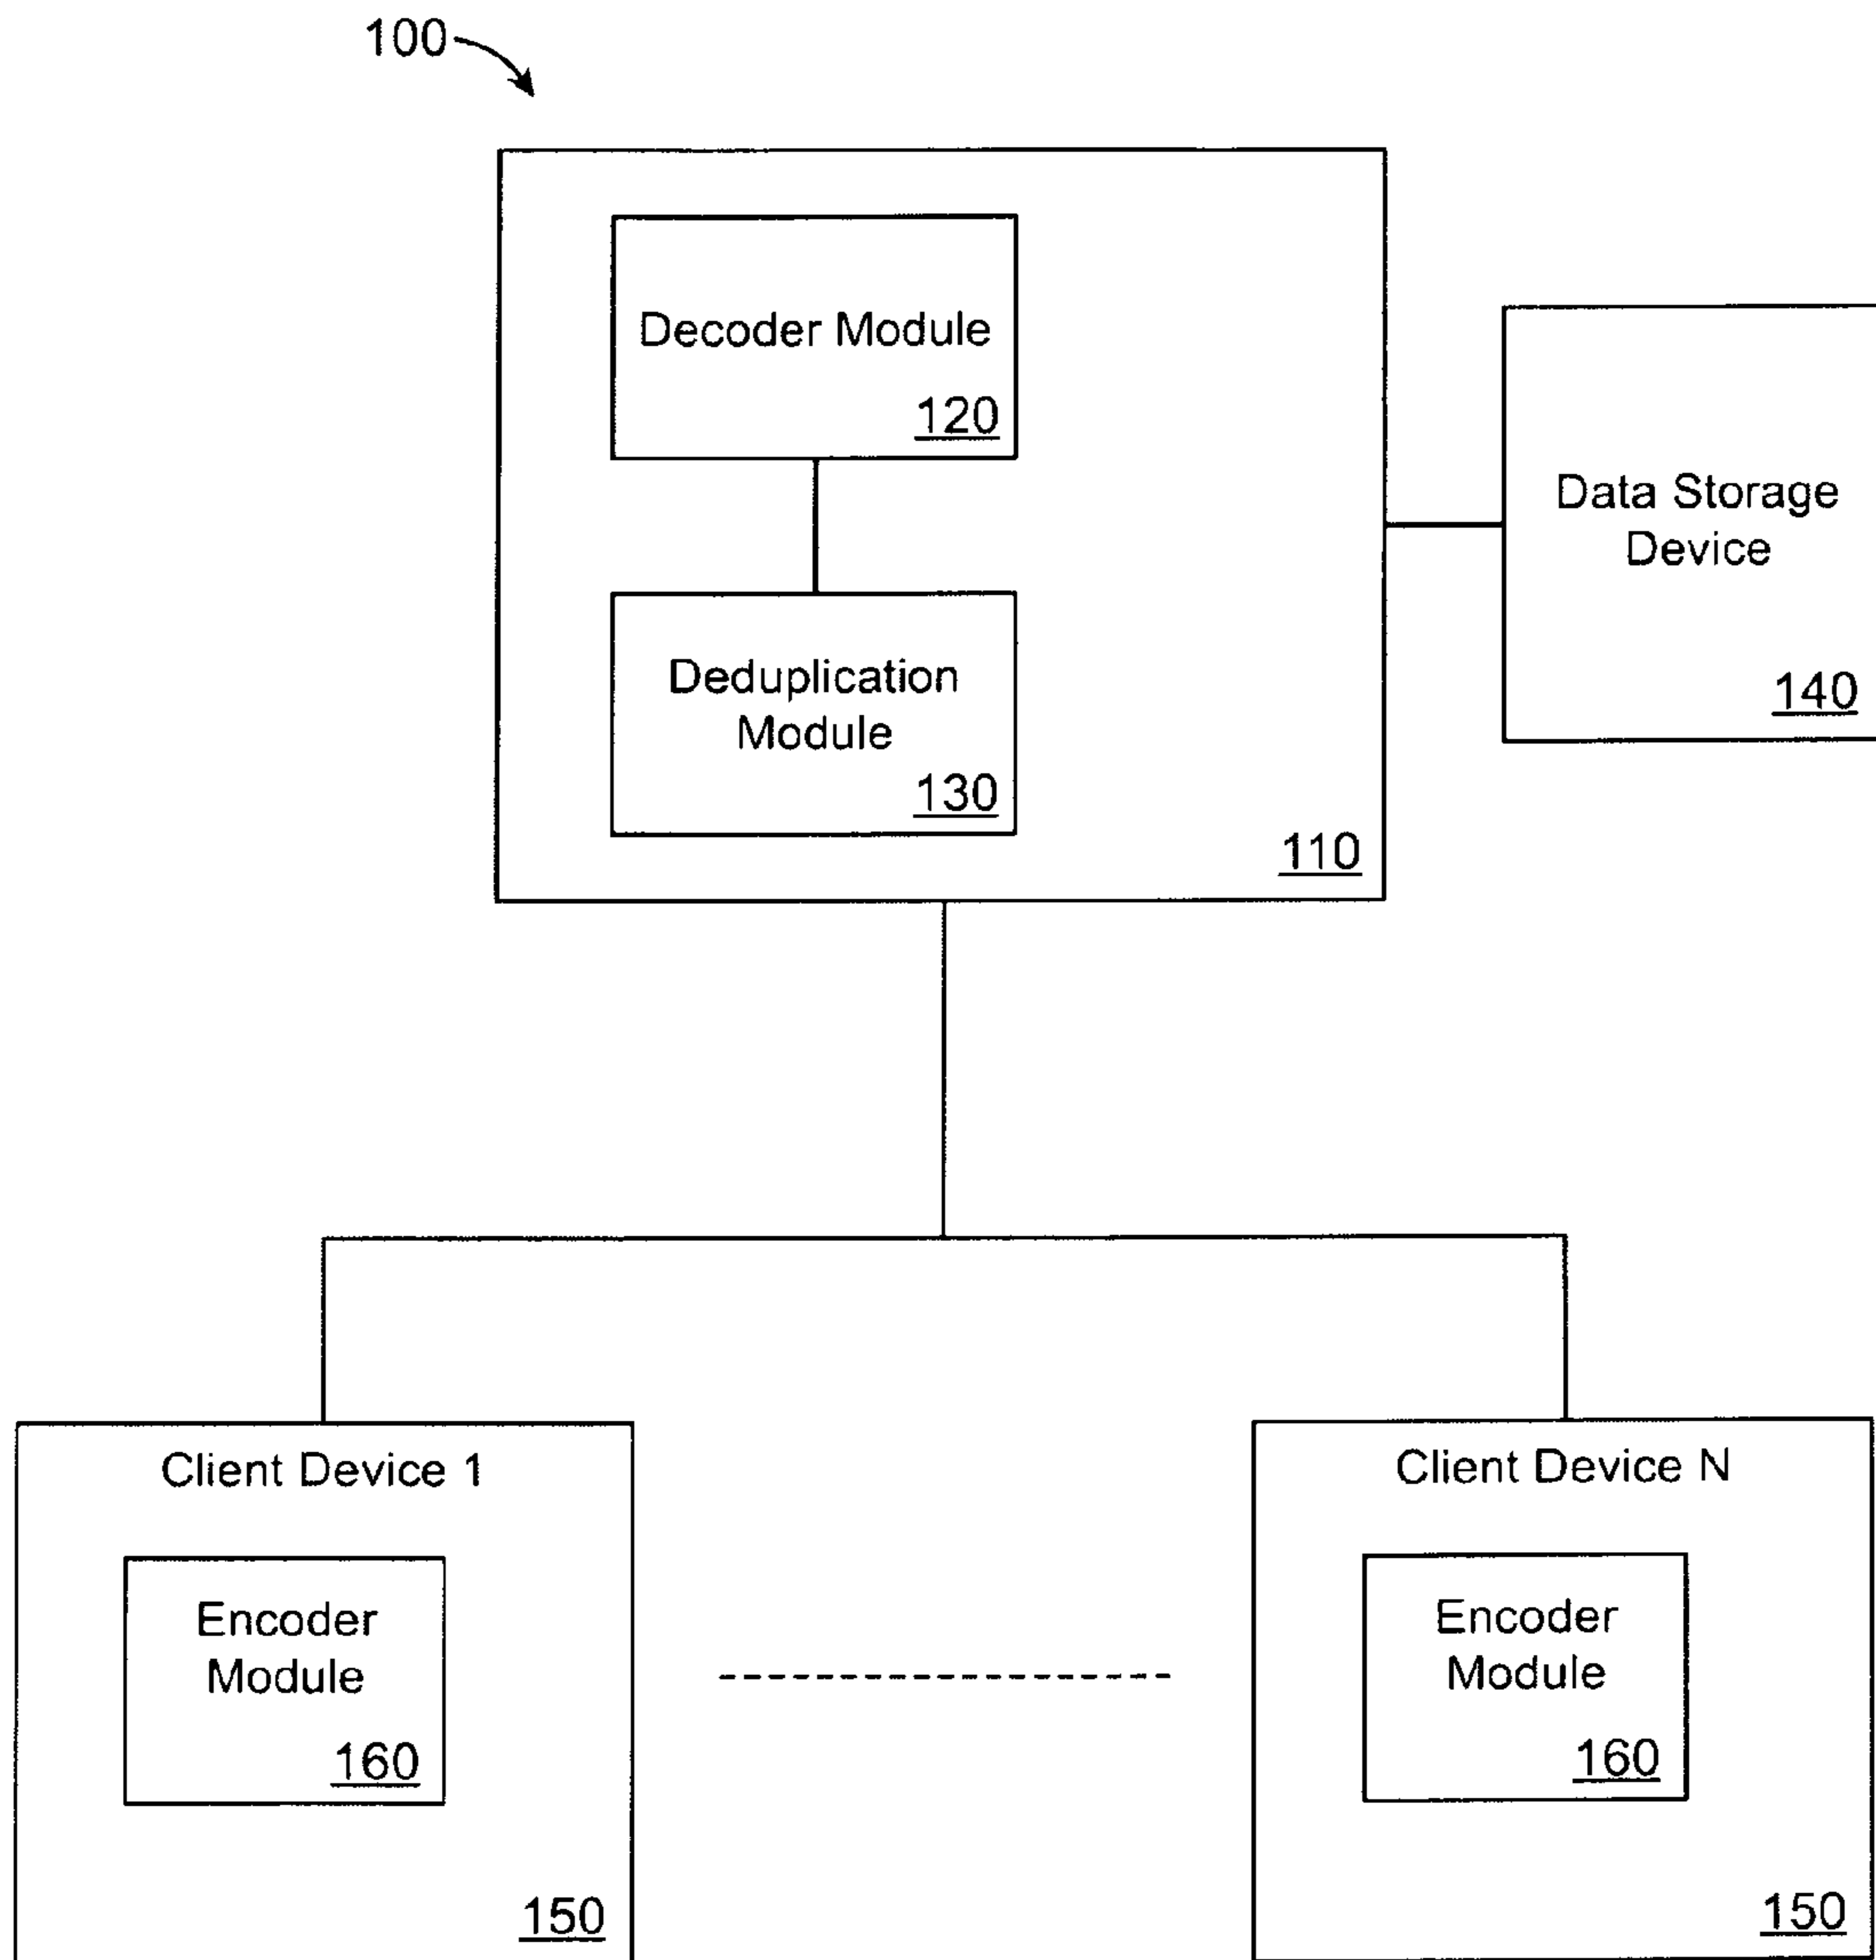 100
Decoder Module
120
Data Storage
Device
140
Deduplication
Module
130
110
Client Device 1
Encoder
Module
160
150
Client Device N
Encoder
Module
160
150